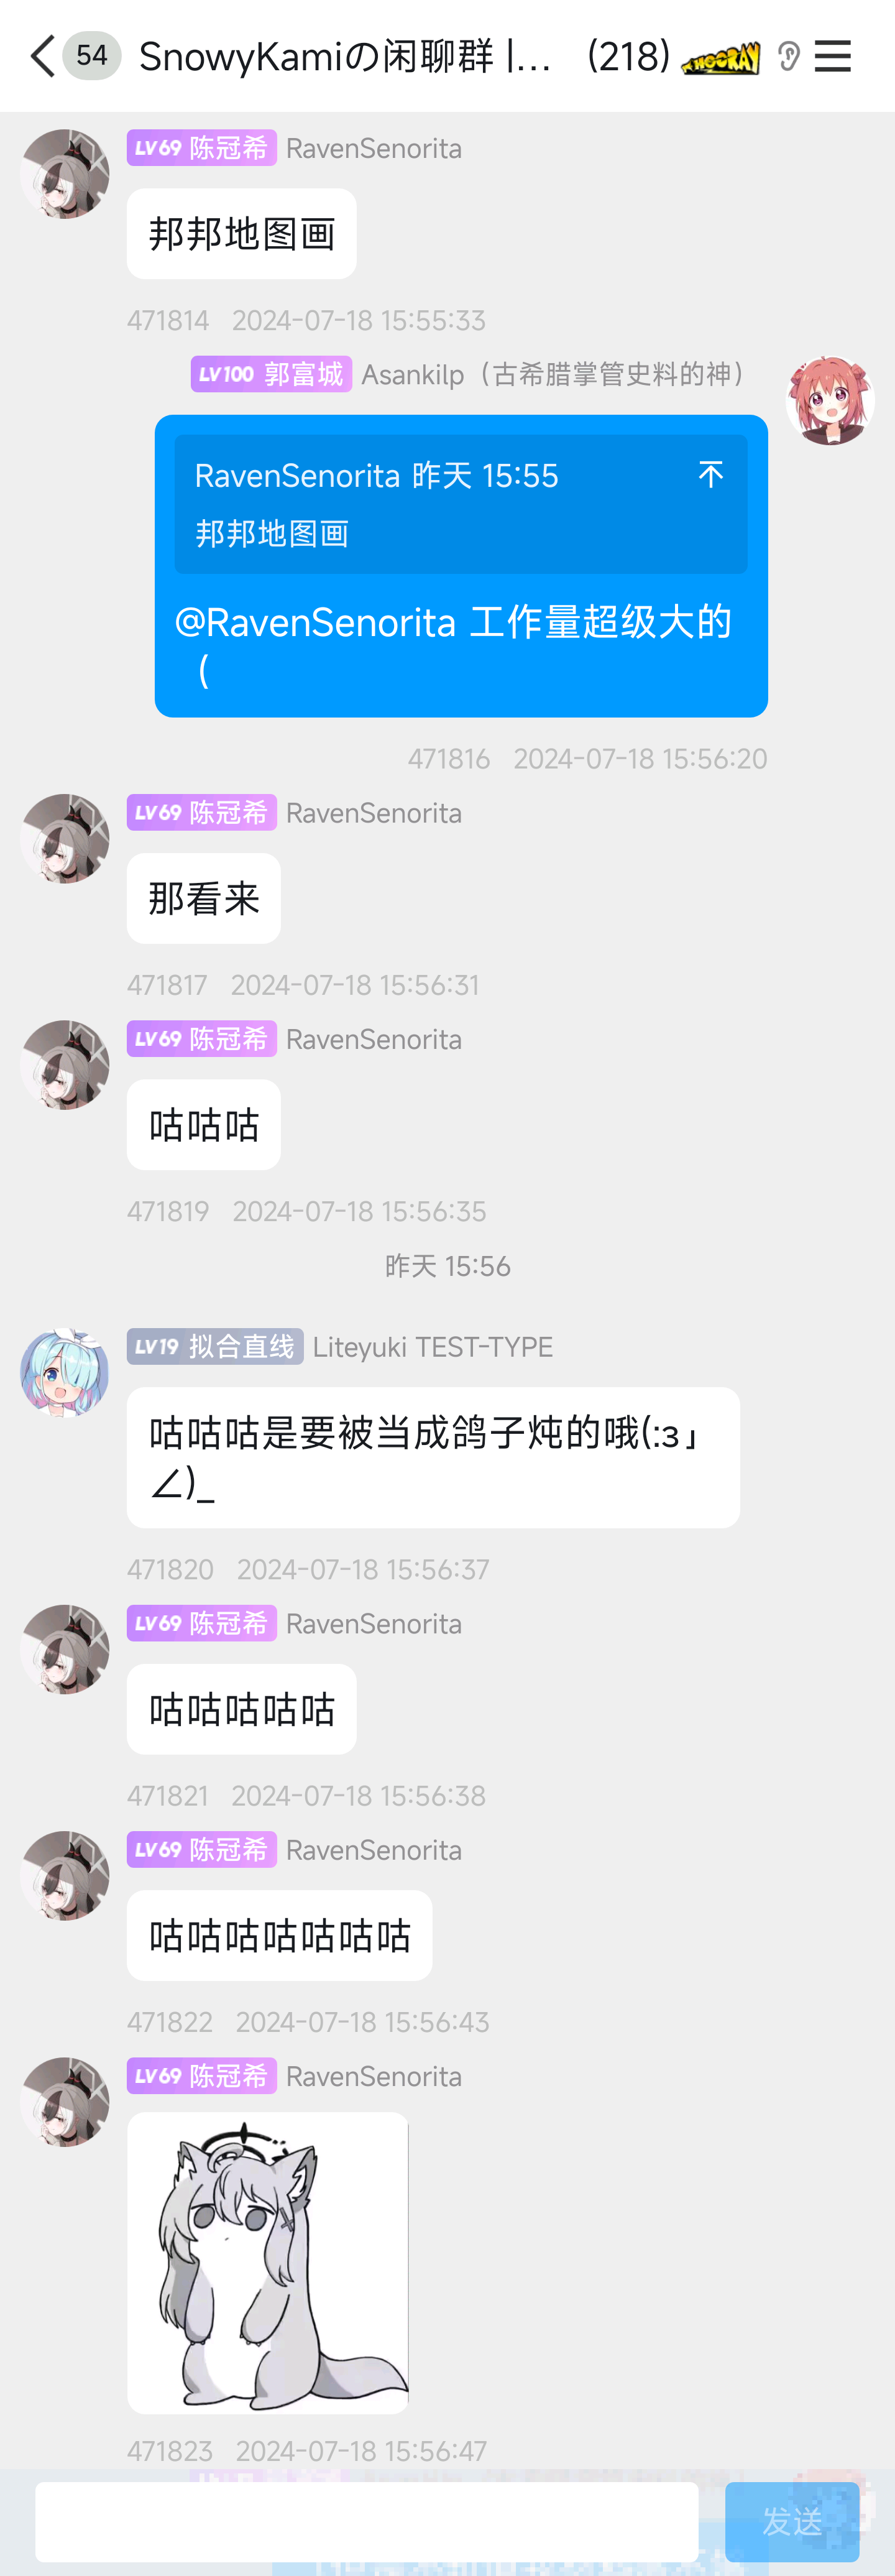 54 SnowyKamiの闲聊群 |... (218) HOORAY
LV69 陈冠希 RavenSenorita
邦邦地图画
471814 2024-07-18 15:55:33
LV100 郭富城 Asankilp（古希腊掌管史料的神）
RavenSenorita 昨天 15:55
邦邦地图画
@RavenSenorita 工作量超级大的
（
471816 2024-07-18 15:56:20
LV69 陈冠希 RavenSenorita
那看来
471817 2024-07-18 15:56:31
LV69 陈冠希 RavenSenorita
咕咕咕
471819 2024-07-18 15:56:35
昨天 15:56
LV19 拟合直线 Liteyuki TEST-TYPE
咕咕咕是要被当成鸽子炖的哦(:з」
∠)_
471820 2024-07-18 15:56:37
LV69 陈冠希 RavenSenorita
咕咕咕咕咕
471821 2024-07-18 15:56:38
LV69 陈冠希 RavenSenorita
咕咕咕咕咕咕咕
471822 2024-07-18 15:56:43
LV69 陈冠希 RavenSenorita
471823 2024-07-18 15:56:47
发送